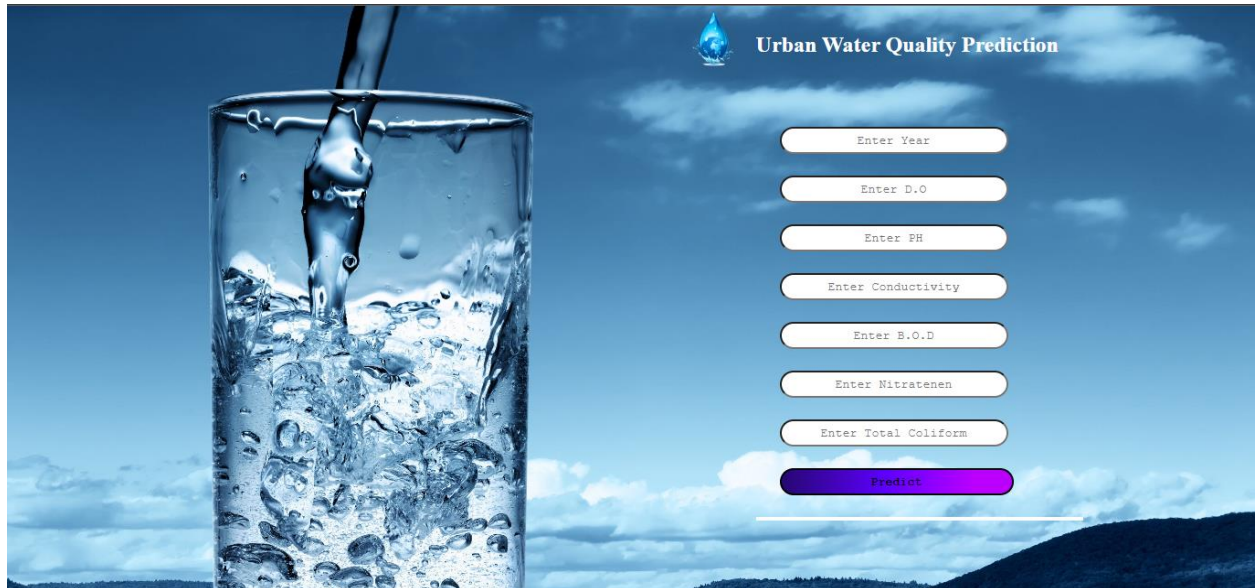 Urban Water Quality Prediction
Enter Year
Enter D.O
Enter PH
Enter Conductivity
Enter B.O.D
Enter Nitratenen
Enter Total Coliform
Predict